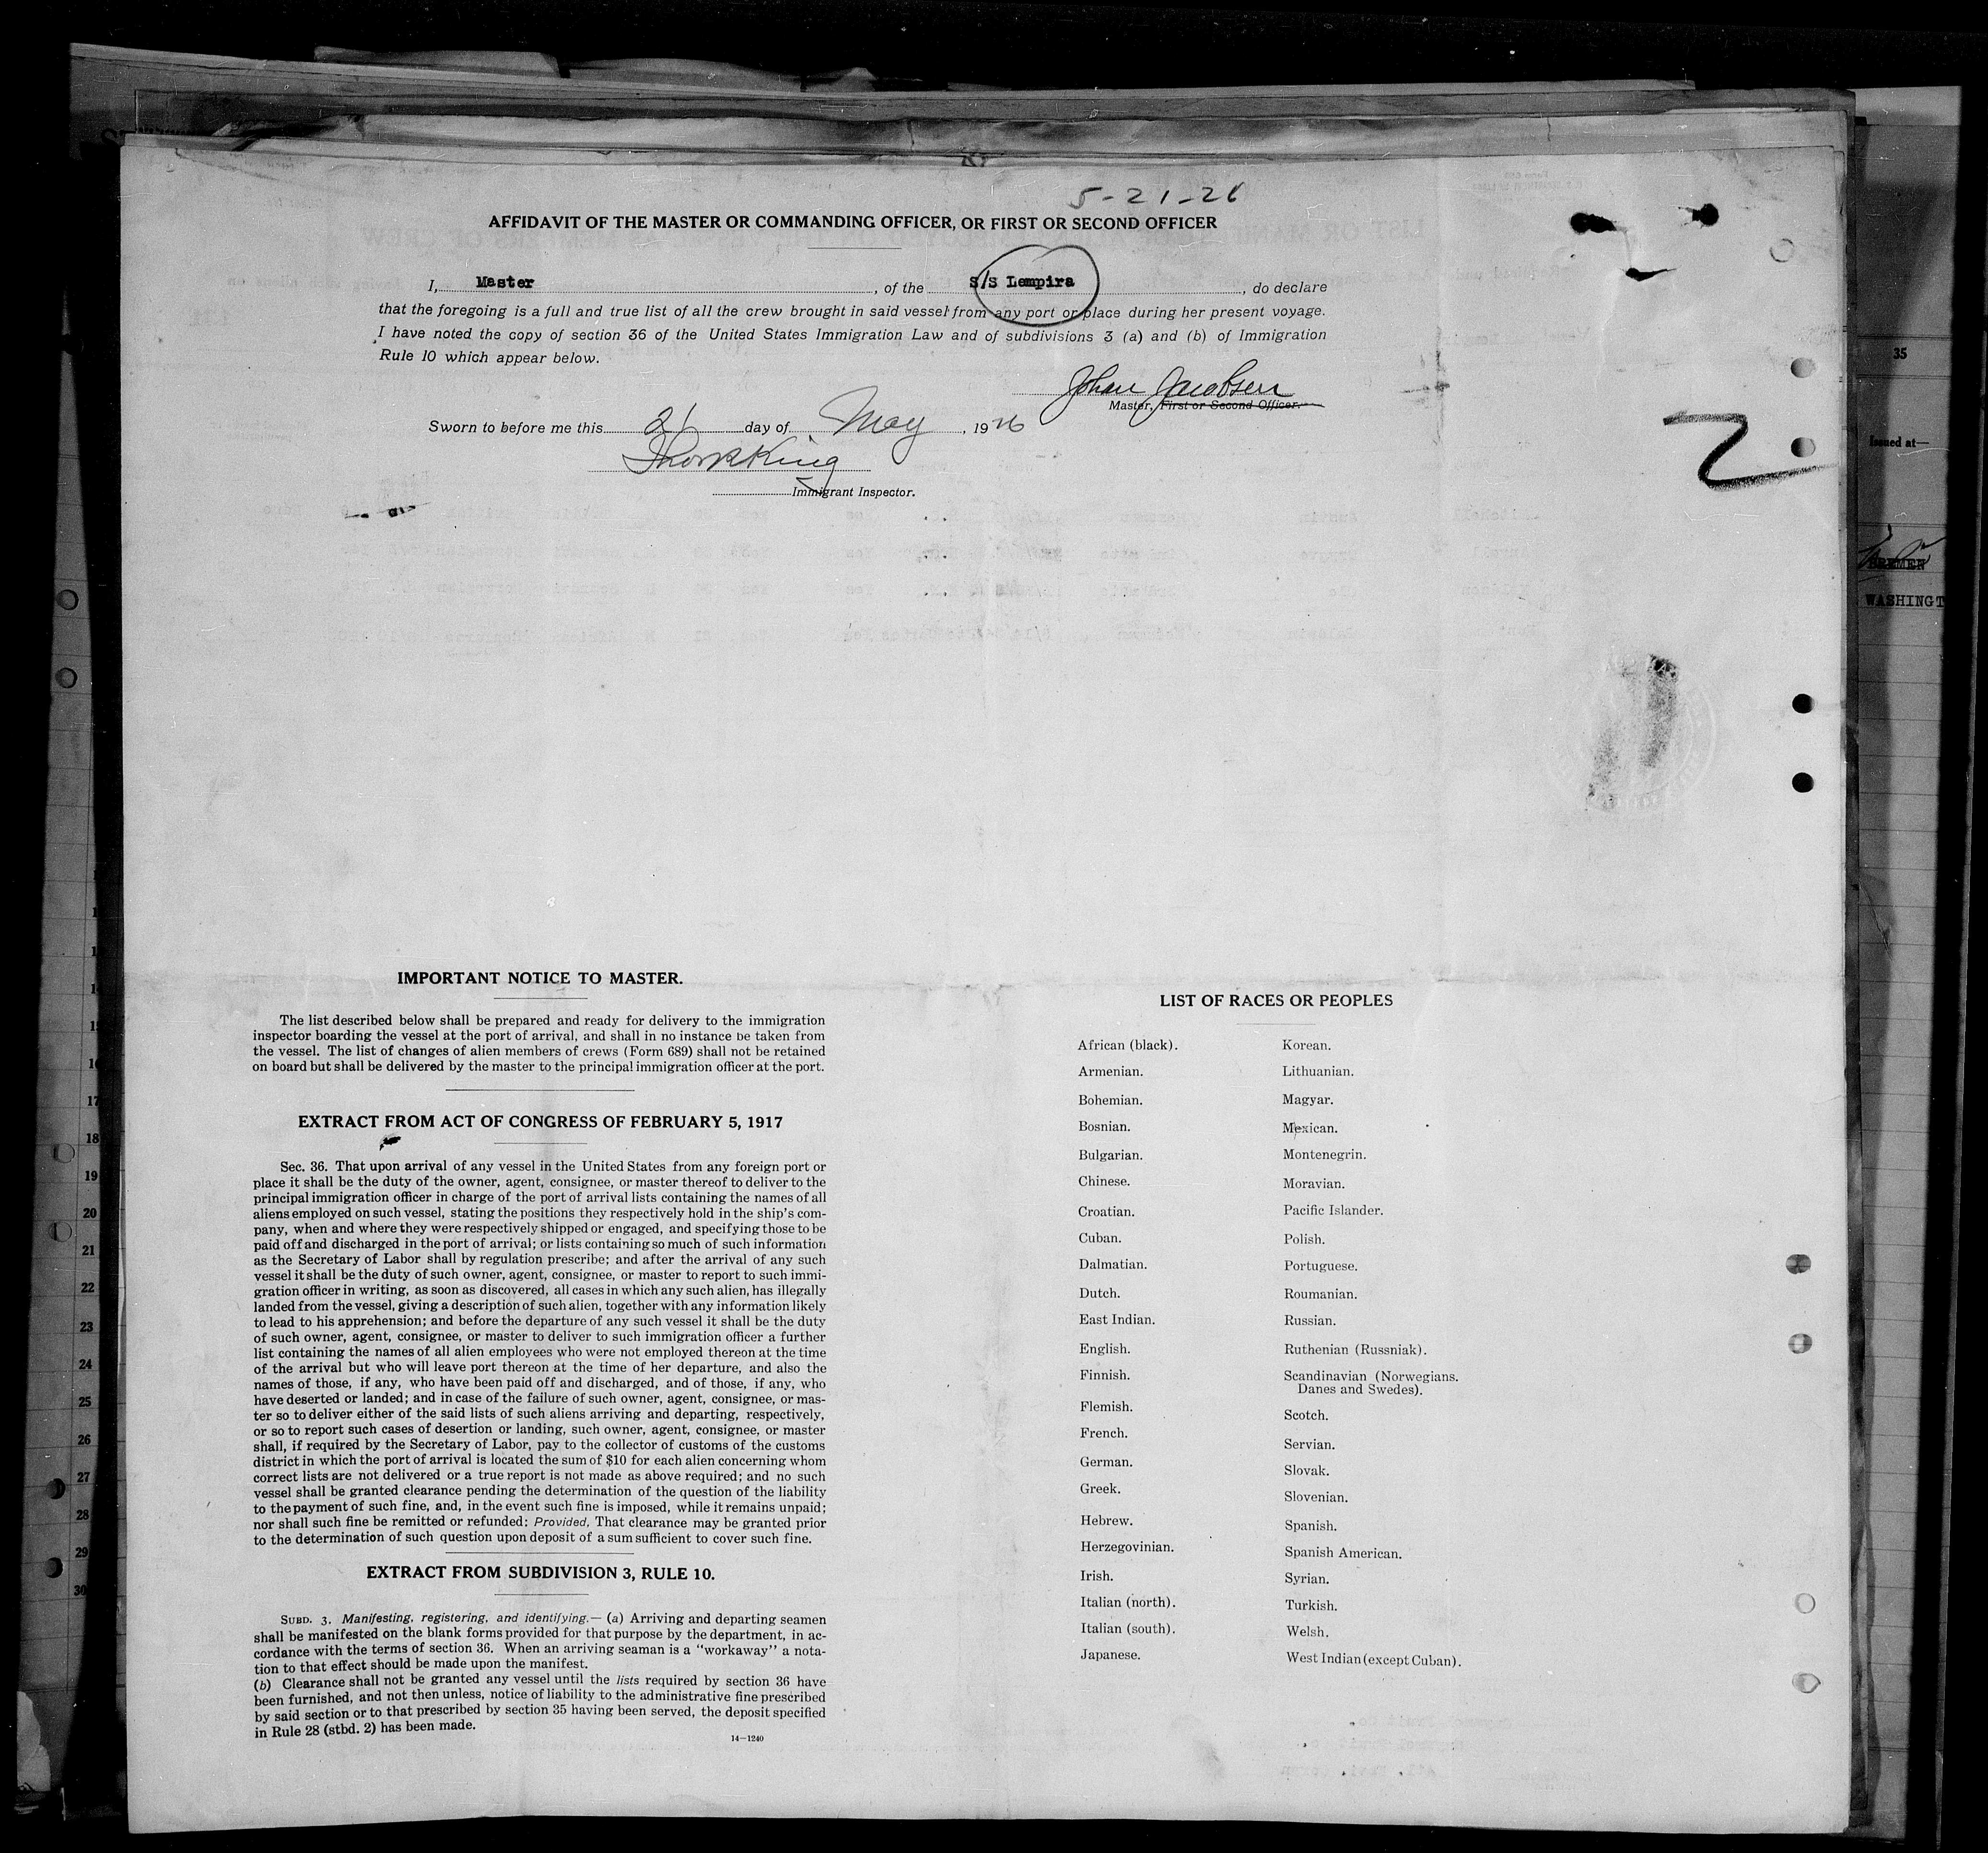 5-21-26
AFFIDAVIT OF THE MASTER OR COMMANDING OFFICER, OR FIRST OR SECOND OFFICER
I, Master, of the S/S Lempira, do declare
that the foregoing is a full and true list of all the crew brought in said vessel from any port or place during her present voyage.
I have noted the copy of section 36 of the United States Immigration Law and of subdivisions 3 (a) and (b) of Immigration
Rule 10 which appear below.
Johan Jacobsen
Master, First or Second Officer.
Sworn to before me this 21 day of May, 1926
King
Immigrant Inspector.
2
35
Issued at—
BREMEN
WASHINGT
IMPORTANT NOTICE TO MASTER.
The list described below shall be prepared and ready for delivery to the immigration
inspector boarding the vessel at the port of arrival, and shall in no instance be taken from
the vessel. The list of changes of alien members of crews (Form 689) shall not be retained
on board but shall be delivered by the master to the principal immigration officer at the port.
EXTRACT FROM ACT OF CONGRESS OF FEBRUARY 5, 1917
Sec. 36. That upon arrival of any vessel in the United States from any foreign port or
place it shall be the duty of the owner, agent, consignee, or master thereof to deliver to the
principal immigration officer in charge of the port of arrival lists containing the names of all
aliens employed on such vessel, stating the positions they respectively hold in the ship's com-
pany, when and where they were respectively shipped or engaged, and specifying those to be
paid off and discharged in the port of arrival; or lists containing so much of such information
as the Secretary of Labor shall by regulation prescribe; and after the arrival of any such
vessel it shall be the duty of such owner, agent, consignee, or master to report to such immi-
gration officer in writing, as soon as discovered, all cases in which any such alien, has illegally
landed from the vessel, giving a description of such alien, together with any information likely
to lead to his apprehension; and before the departure of any such vessel it shall be the duty
of such owner, agent, consignee, or master to deliver to such immigration officer a further
list containing the names of all alien employees who were not employed thereon at the time
of the arrival but who will leave port thereon at the time of her departure, and also the
names of those, if any, who have been paid off and discharged, and of those, if any, who
have deserted or landed; and in case of the failure of such owner, agent, consignee, or mas-
ter so to deliver either of the said lists of such aliens arriving and departing, respectively,
or so to report such cases of desertion or landing, such owner, agent, consignee, or master
shall, if required by the Secretary of Labor, pay to the collector of customs of the customs
district in which the port of arrival is located the sum of $10 for each alien concerning whom
correct lists are not delivered or a true report is not made as above required; and no such
vessel shall be granted clearance pending the determination of the question of the liability
to the payment of such fine, and, in the event such fine is imposed, while it remains unpaid;
nor shall such fine be remitted or refunded: Provided, That clearance may be granted prior
to the determination of such question upon deposit of a sum sufficient to cover such fine.
EXTRACT FROM SUBDIVISION 3, RULE 10.
SUBD. 3. Manifesting, registering, and identifying.— (a) Arriving and departing seamen
shall be manifested on the blank forms provided for that purpose by the department, in ac-
cordance with the terms of section 36. When an arriving seaman is a "workaway" a nota-
tion to that effect should be made upon the manifest.
(b) Clearance shall not be granted any vessel until the lists required by section 36 have
been furnished, and not then unless, notice of liability to the administrative fine prescribed
by said section or to that prescribed by section 35 having been served, the deposit specified
in Rule 28 (stbd. 2) has been made.
14—1240
LIST OF RACES OR PEOPLES
African (black).
Armenian.
Bohemian.
Bosnian.
Bulgarian.
Chinese.
Croatian.
Cuban.
Dalmatian.
Dutch.
East Indian.
English.
Finnish.
Flemish.
French.
German.
Greek.
Hebrew.
Herzegovinian.
Irish.
Italian (north).
Italian (south).
Japanese.
Korean.
Lithuanian.
Magyar.
Mexican.
Montenegrin.
Moravian.
Pacific Islander.
Polish.
Portuguese.
Roumanian.
Russian.
Ruthenian (Russniak).
Scandinavian (Norwegians.
Danes and Swedes).
Scotch.
Servian.
Slovak.
Slovenian.
Spanish.
Spanish American.
Syrian.
Turkish.
Welsh.
West Indian (except Cuban).
17
18
19
20
21
22
23
24
25
26
27
28
29
30